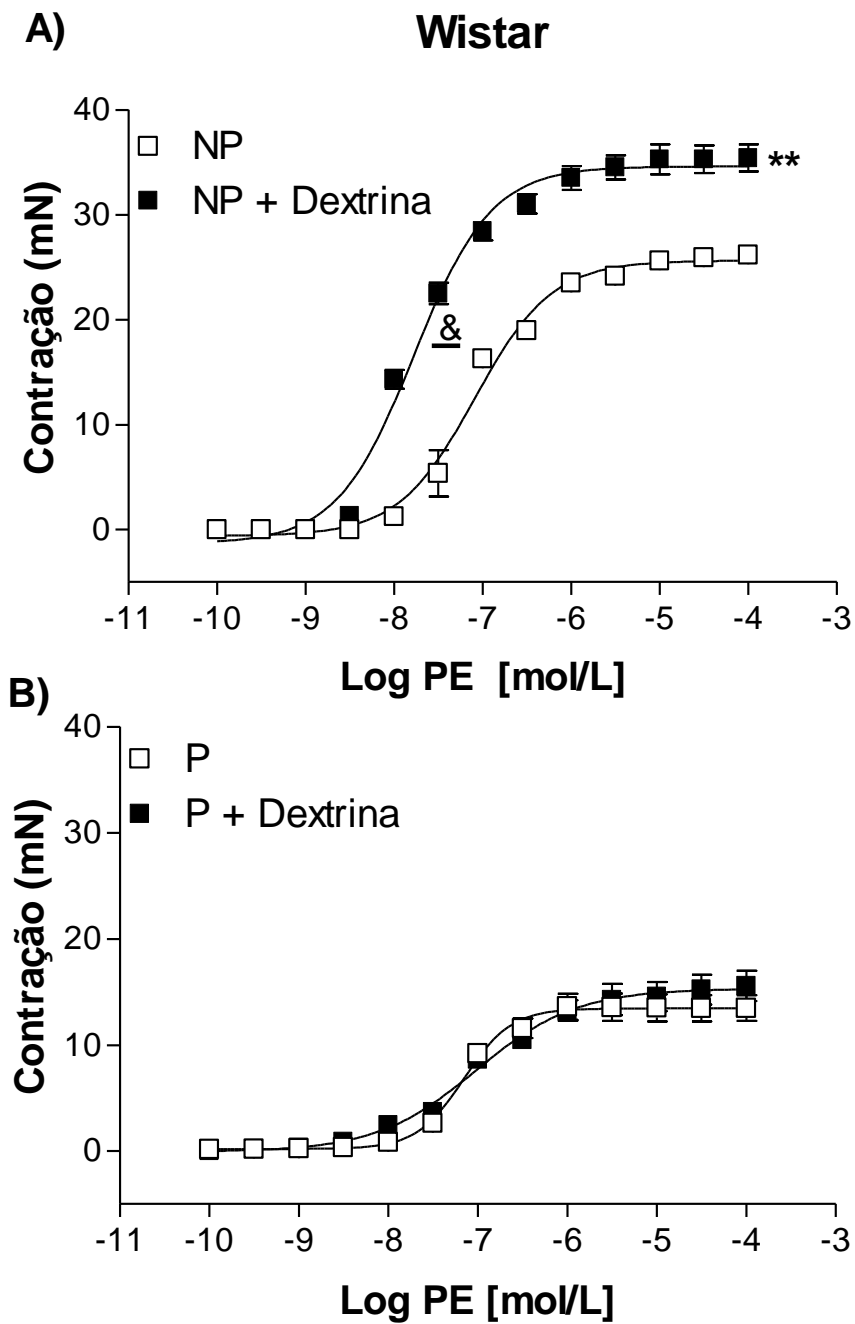 A)
Wistar
40
30
20
10
0
Contração (mN)
NP
NP + Dextrina
**
&
-11 -10 -9 -8 -7 -6 -5 -4 -3
Log PE [mol/L]
B)
40
30
20
10
0
Contração (mN)
P
P + Dextrina
-11 -10 -9 -8 -7 -6 -5 -4 -3
Log PE [mol/L]